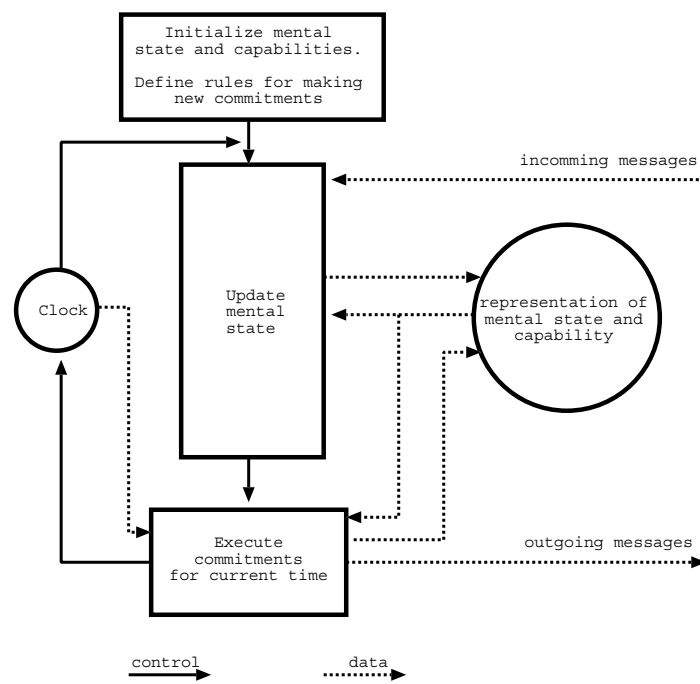 Initialize mental
state and capabilities.
Define rules for making
new commitments
incomming messages
Clock
Update
mental
state
representation of
mental state and
capability
Execute
commitments
for current time
outgoing messages
control
data